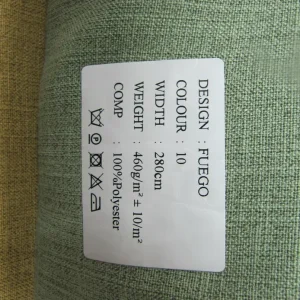 DESIGN : FUEGO
COLOUR : 10
WIDTH : 280cm
WEIGHT : 460g/m² ± 10/m²
COMP : 100%Polyester